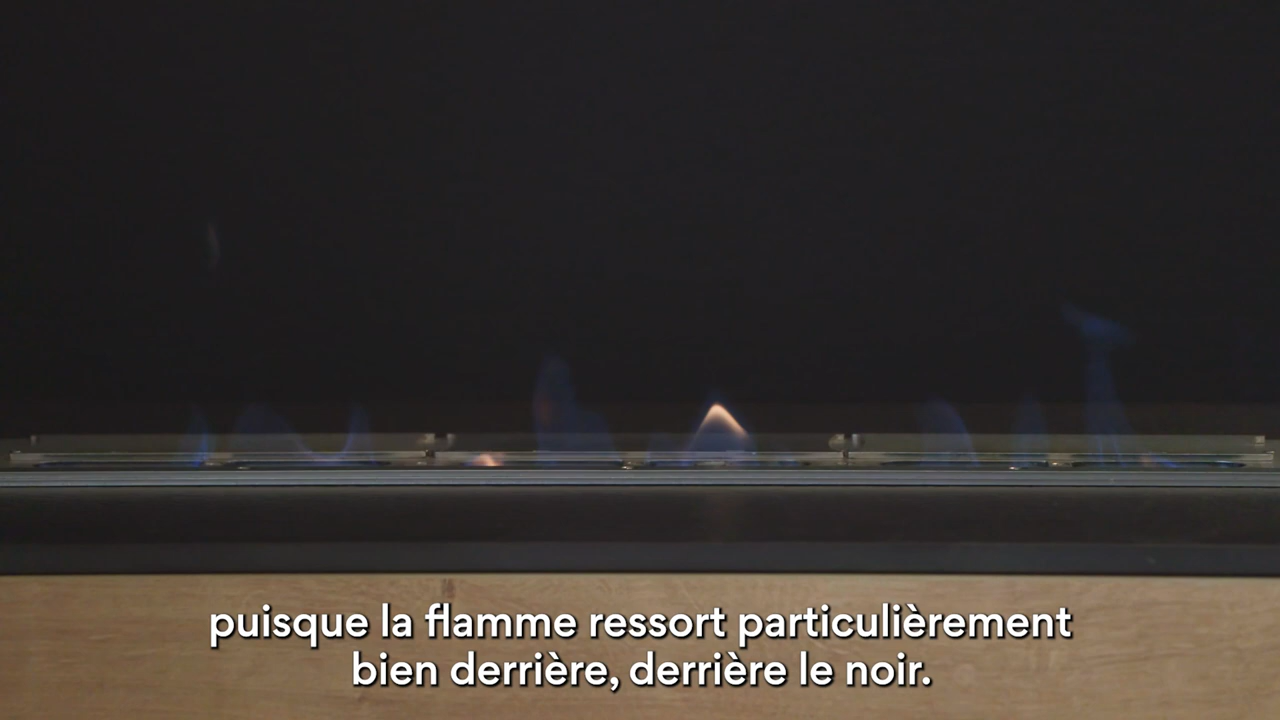 puisque la flamme ressort particulièrement
bien derrière, derrière le noir.